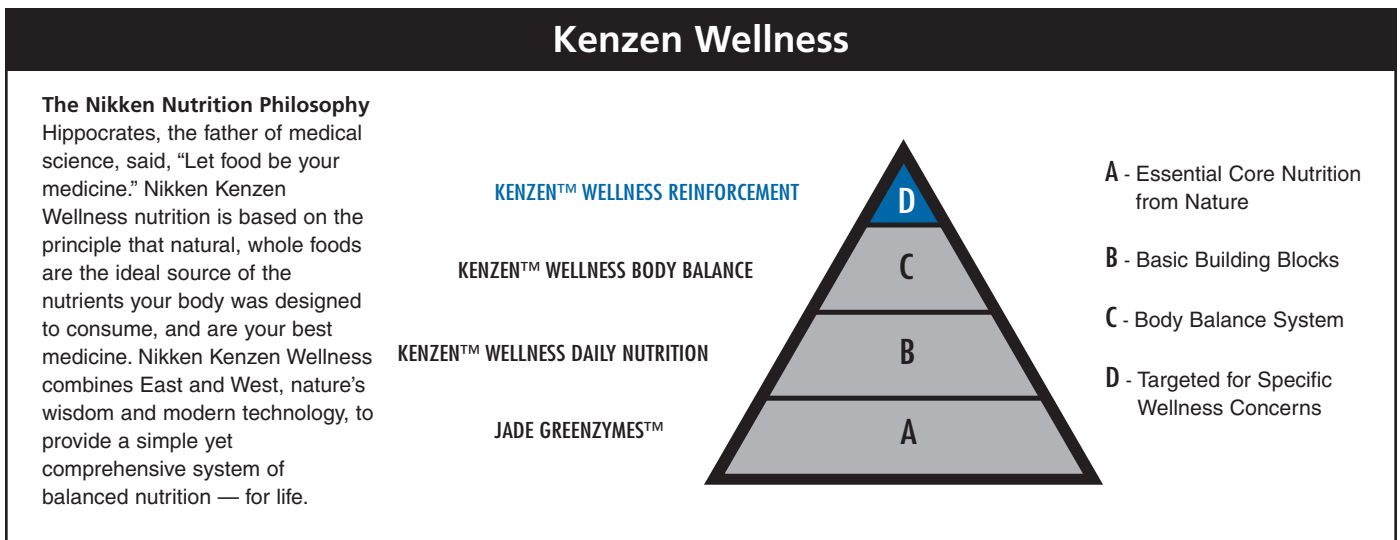 Kenzen Wellness
The Nikken Nutrition Philosophy
Hippocrates, the father of medical
science, said, “Let food be your
medicine.” Nikken Kenzen
Wellness nutrition is based on the
principle that natural, whole foods
are the ideal source of the
nutrients your body was designed
to consume, and are your best
medicine. Nikken Kenzen Wellness
combines East and West, nature’s
wisdom and modern technology, to
provide a simple yet
comprehensive system of
balanced nutrition — for life.
KENZEN™ WELLNESS REINFORCEMENT
KENZEN™ WELLNESS BODY BALANCE
KENZEN™ WELLNESS DAILY NUTRITION
JADE GREENZYMES™
D
C
B
A
A - Essential Core Nutrition
from Nature
B - Basic Building Blocks
C - Body Balance System
D - Targeted for Specific
Wellness Concerns